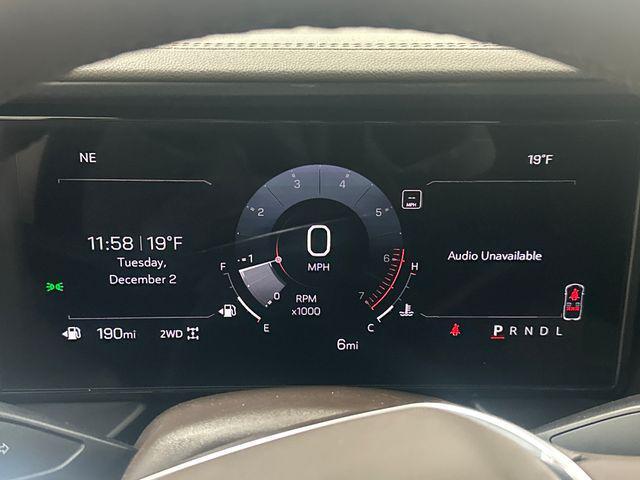 NE
19°F
3
4
2
5
--
MPH
11:58 | 19°F
Tuesday,
December 2
0
MPH
1
6
Audio Unavailable
F
H
0
7
RPM
x1000
E
C
190mi
2WD
6mi
P R N D L